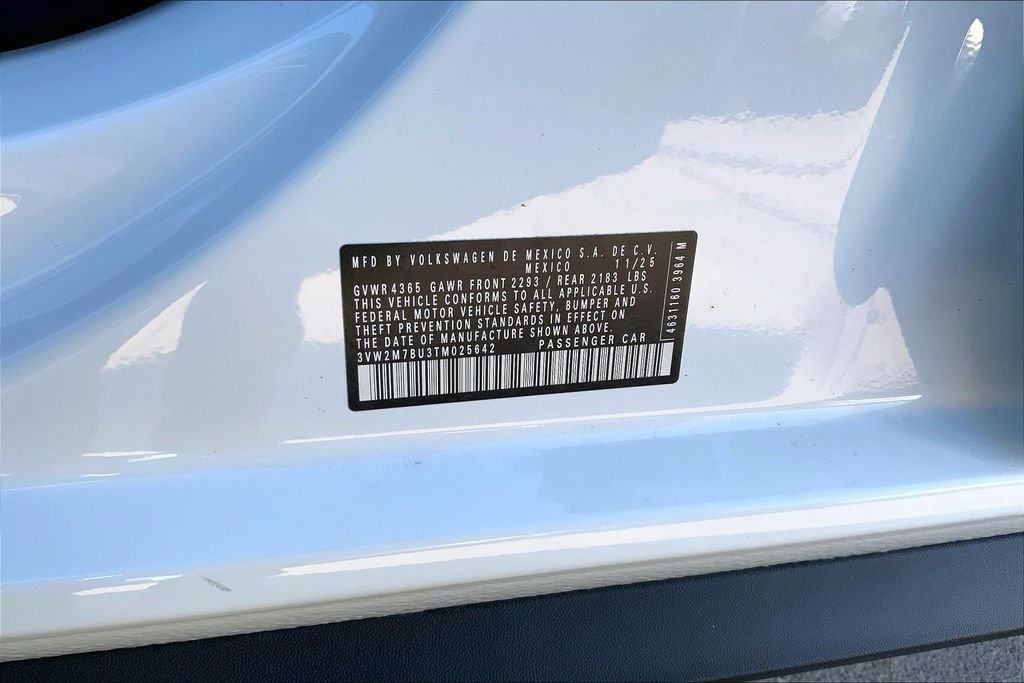 MFD BY VOLKSWAGEN DE MEXICO S.A. DE C.V.
MEXICO 11/25
GVWR 4365 GAWR FRONT 2293 / REAR 2183 LBS
THIS VEHICLE CONFORMS TO ALL APPLICABLE U.S.
FEDERAL MOTOR VEHICLE SAFETY, BUMPER AND
THEFT PREVENTION STANDARDS IN EFFECT ON
THE DATE OF MANUFACTURE SHOWN ABOVE.
3VW2M7BU3TM025642 PASSENGER CAR
4631160 3964 M